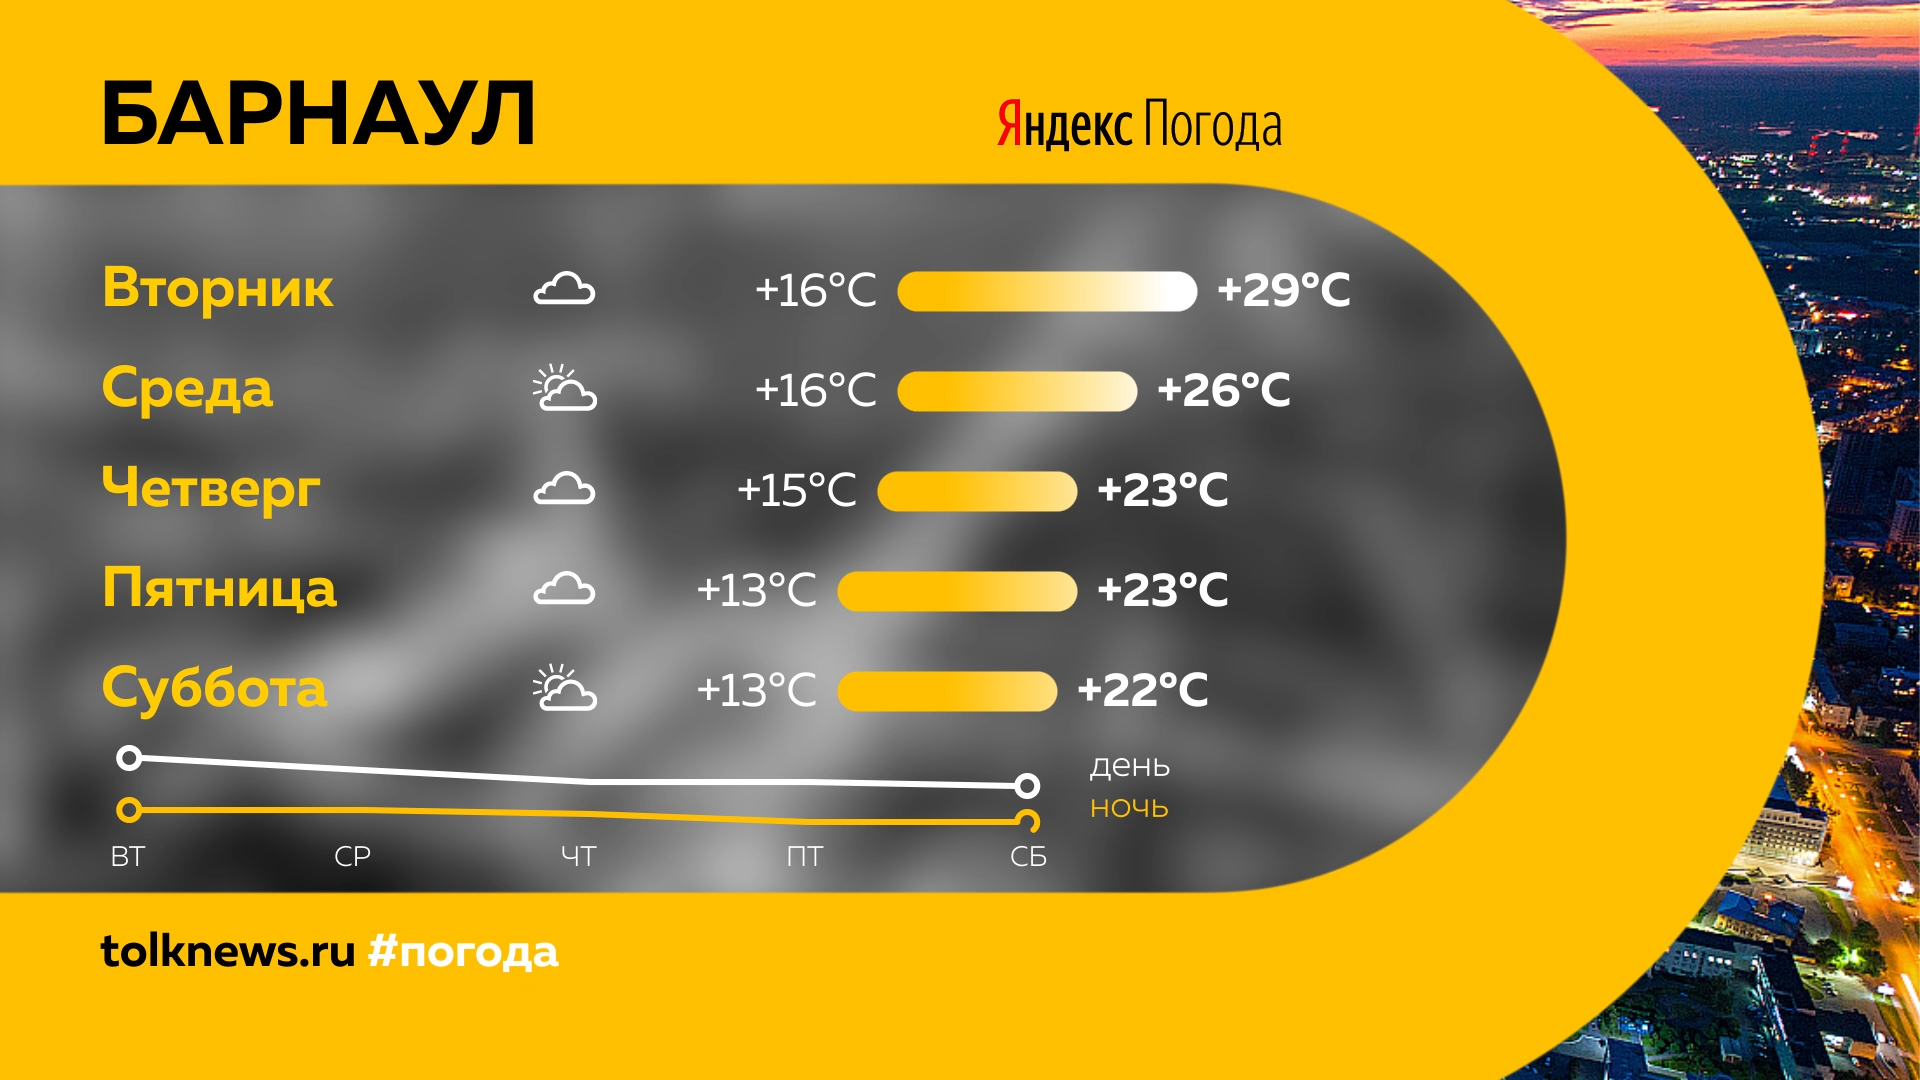 БАРНАУЛ
Яндекс Погода
Вторник +16°C +29°C
Среда +16°C +26°C
Четверг +15°C +23°C
Пятница +13°C +23°C
Суббота +13°C +22°C
день
ночь
ВТ СР ЧТ ПТ СБ
tolknews.ru #погода